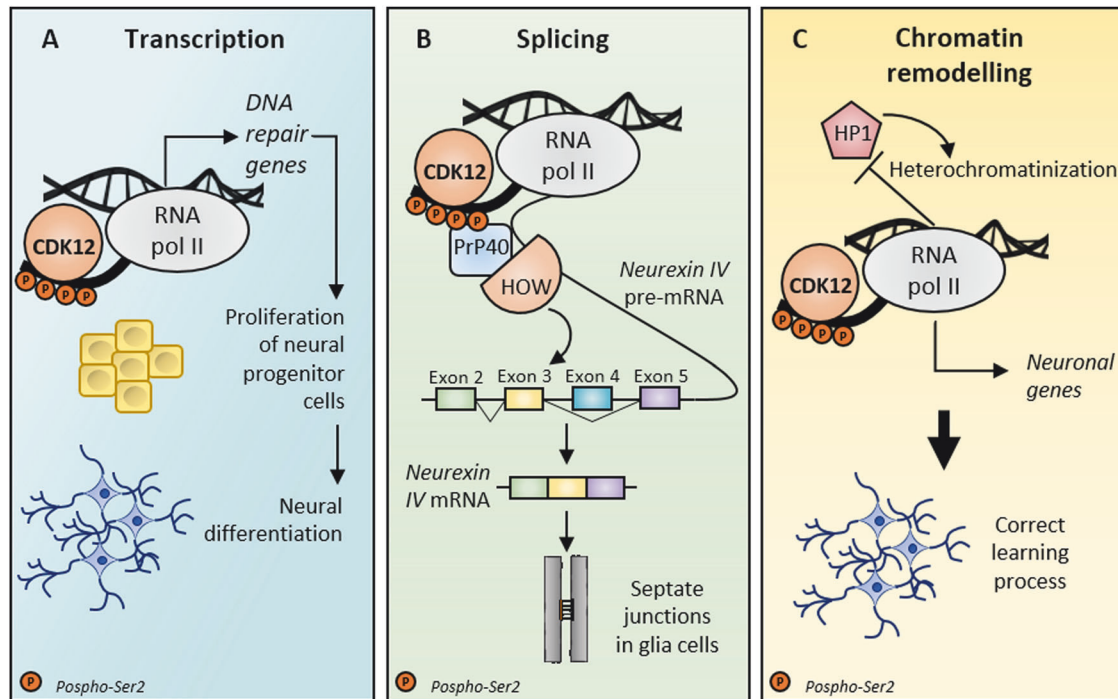 A Transcription
DNA
repair
genes
RNA
pol II
CDK12
P P P P
Proliferation
of neural
progenitor
cells
Neural
differentiation
P Pospho-Ser2
B Splicing
RNA
pol II
CDK12
P P P P
PrP40
HOW
Neurexin IV
pre-mRNA
Exon 2 Exon 3 Exon 4 Exon 5
Neurexin
IV mRNA
Septate
junctions
in glia cells
P Pospho-Ser2
C Chromatin
remodelling
HP1
Heterochromatinization
RNA
pol II
CDK12
P P P P
Neuronal
genes
Correct
learning
process
P Pospho-Ser2